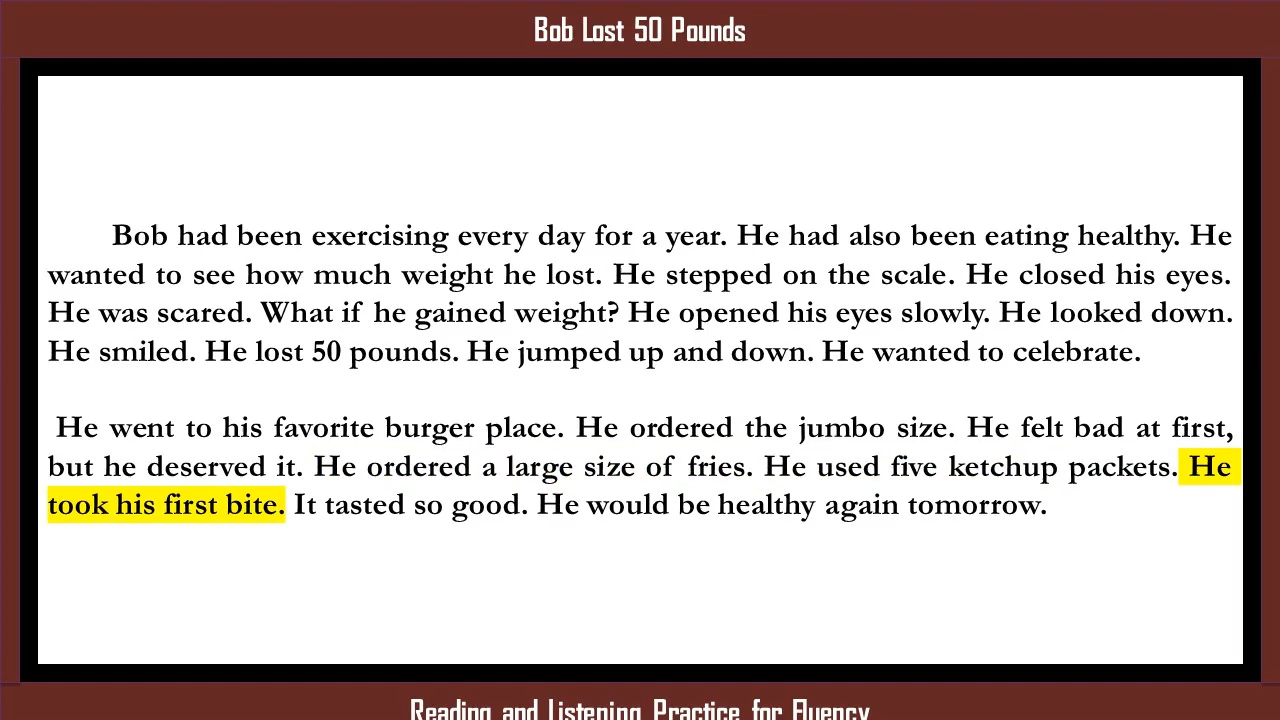 Bob Lost 50 Pounds
Bob had been exercising every day for a year. He had also been eating healthy. He
wanted to see how much weight he lost. He stepped on the scale. He closed his eyes.
He was scared. What if he gained weight? He opened his eyes slowly. He looked down.
He smiled. He lost 50 pounds. He jumped up and down. He wanted to celebrate.
He went to his favorite burger place. He ordered the jumbo size. He felt bad at first,
but he deserved it. He ordered a large size of fries. He used five ketchup packets. He
took his first bite. It tasted so good. He would be healthy again tomorrow.
Reading and Listening Practice for Fluency